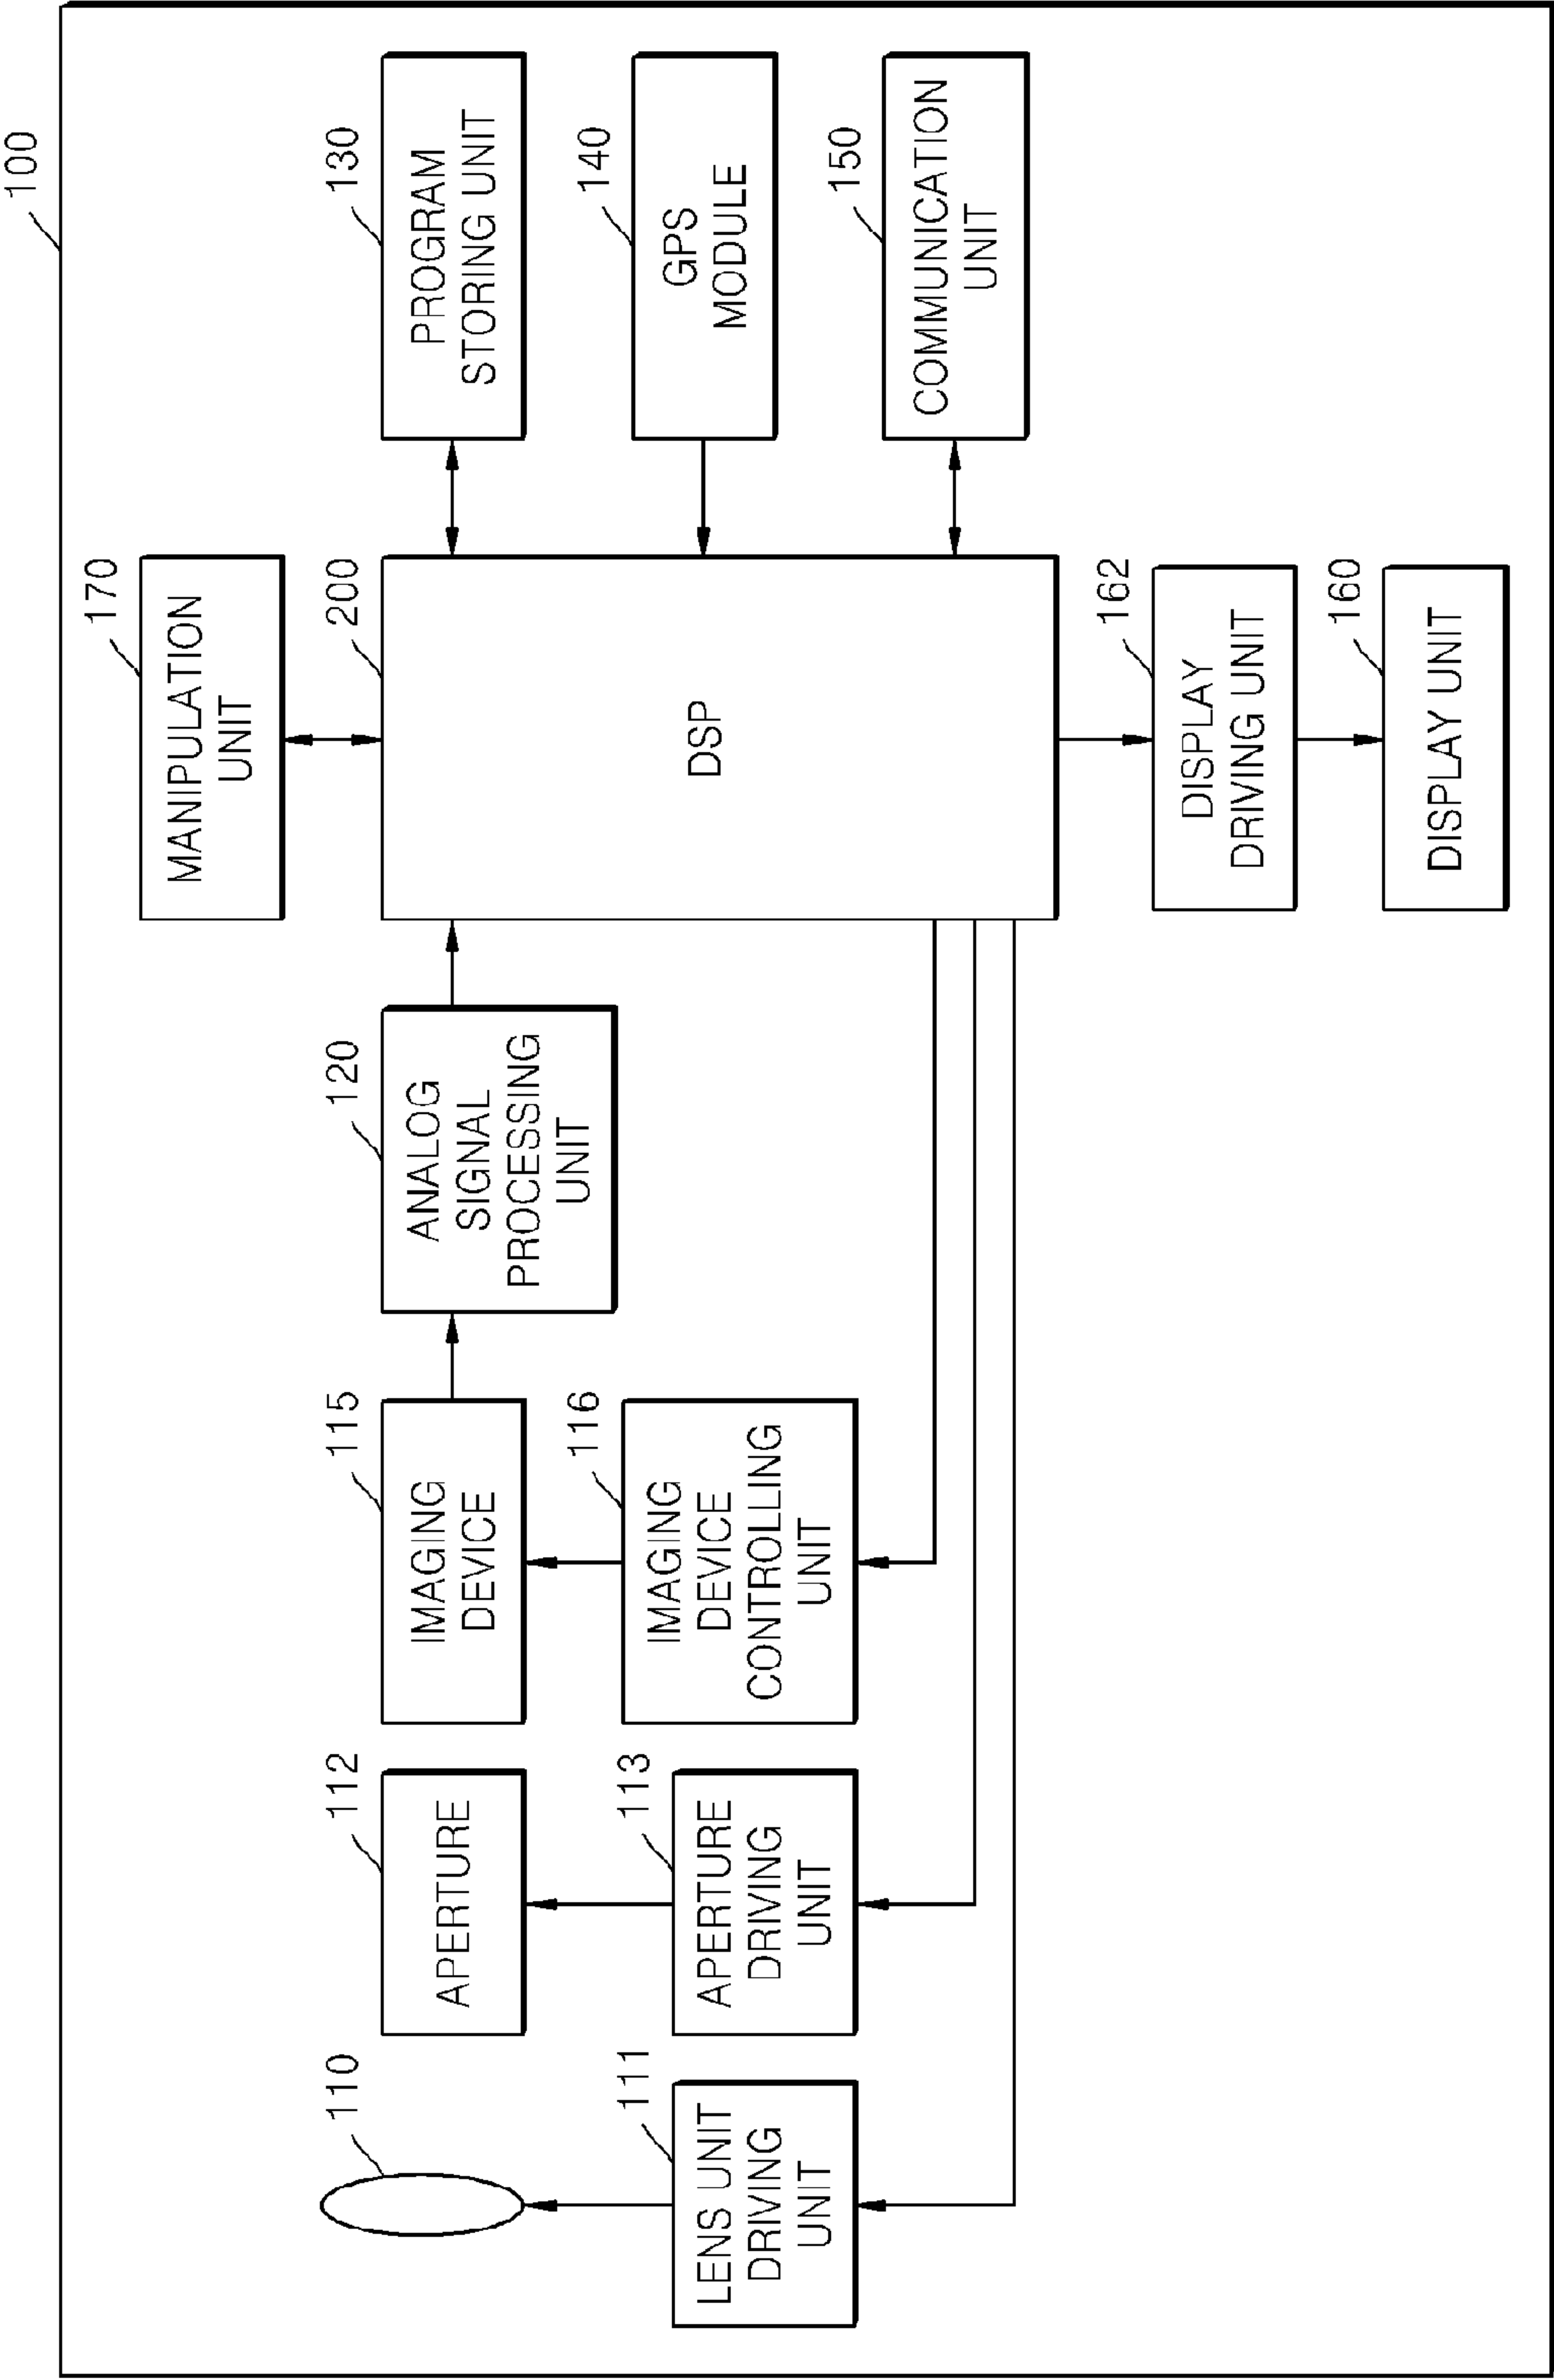 100
170
MANIPULATION
UNIT
110
112
115
120
200
130
APERTURE
IMAGING
DEVICE
ANALOG
SIGNAL
PROCESSING
UNIT
DSP
PROGRAM
STORING UNIT
111
113
116
140
LENS UNIT
DRIVING
UNIT
APERTURE
DRIVING
UNIT
IMAGING
DEVICE
CONTROLLING
UNIT
GPS
MODULE
150
COMMUNICATION
UNIT
162
DISPLAY
DRIVING UNIT
160
DISPLAY UNIT